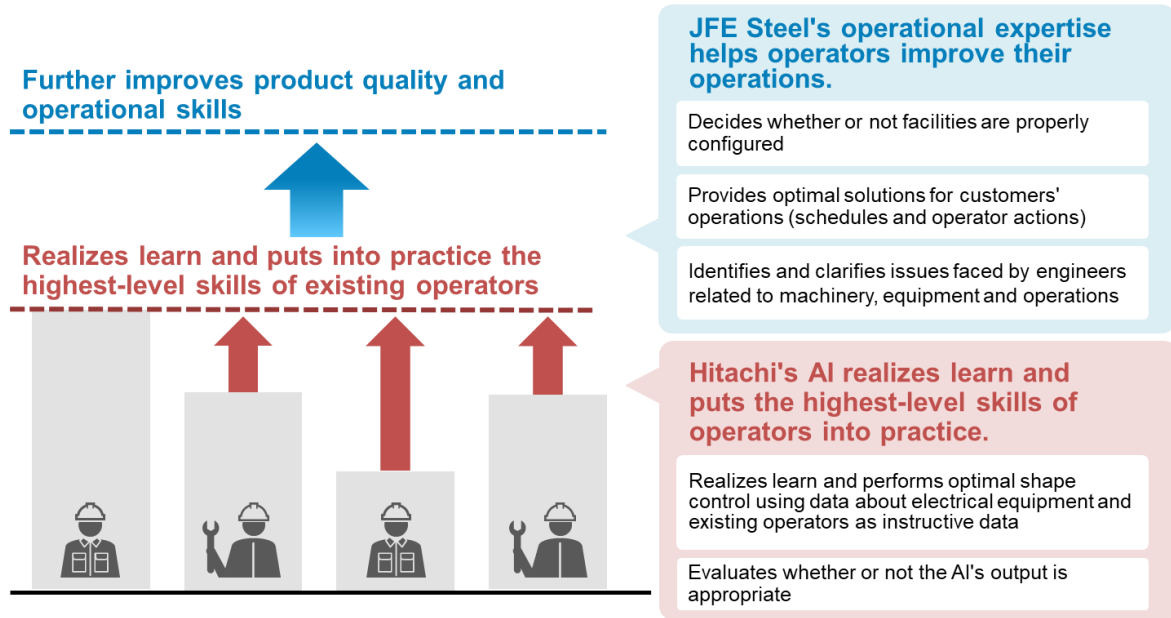 Further improves product quality and
operational skills
Realizes learn and puts into practice the
highest-level skills of existing operators
JFE Steel's operational expertise
helps operators improve their
operations.
Decides whether or not facilities are properly
configured
Provides optimal solutions for customers'
operations (schedules and operator actions)
Identifies and clarifies issues faced by engineers
related to machinery, equipment and operations
Hitachi's AI realizes learn and
puts the highest-level skills of
operators into practice.
Realizes learn and performs optimal shape
control using data about electrical equipment and
existing operators as instructive data
Evaluates whether or not the AI's output is
appropriate